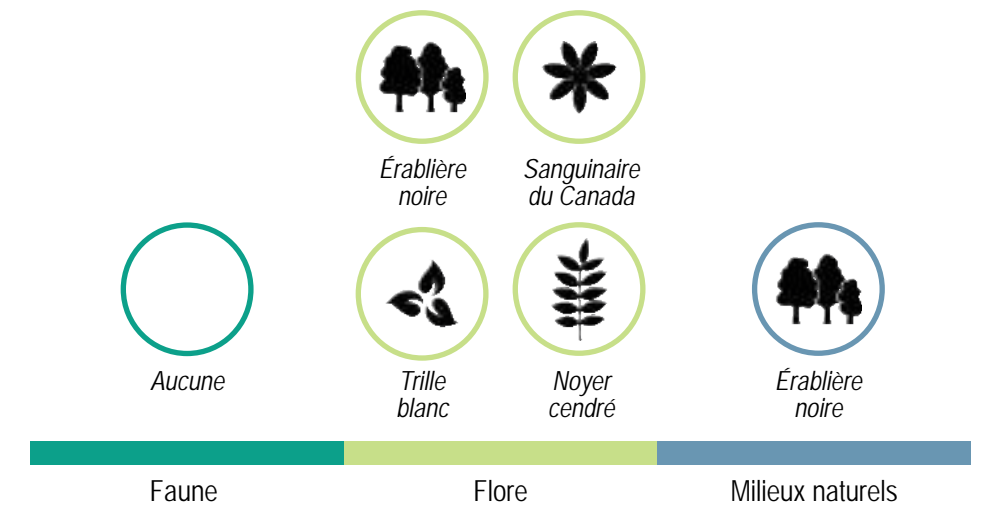 Érablière
noire
Sanguinaire
du Canada
Aucune
Trille
blanc
Noyer
cendré
Érablière
noire
Faune
Flore
Milieux naturels